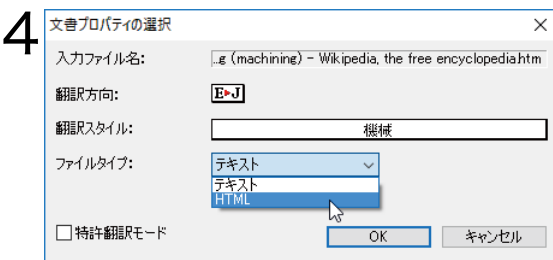 4
文書プロパティの選択
入力ファイル名: ..g (machining) - Wikipedia, the free encyclopedia.htm
翻訳方向: E▸J
翻訳スタイル: 機械
ファイルタイプ: テキスト
テキスト
HTML
特許翻訳モード OK キャンセル